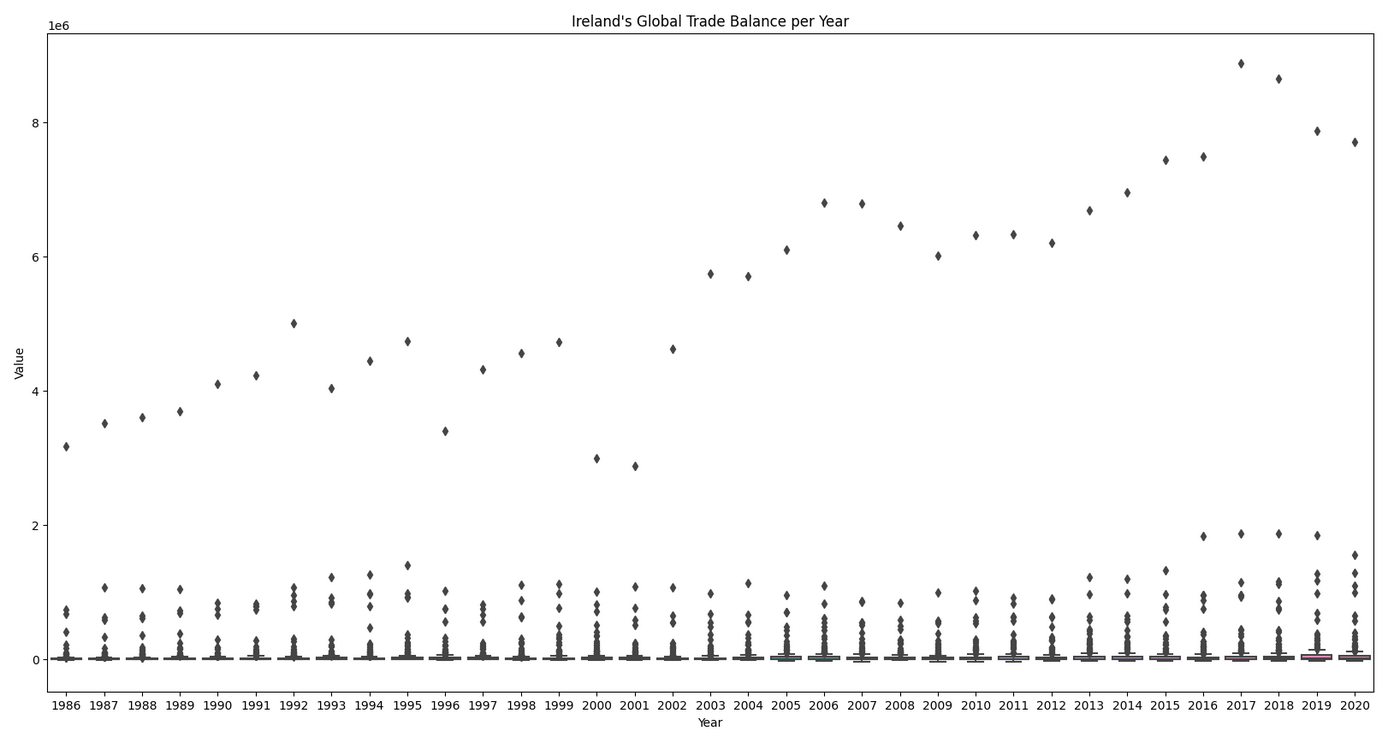 Ireland's Global Trade Balance per Year
1e6
8
6
4
2
0
Value
1986 1987 1988 1989 1990 1991 1992 1993 1994 1995 1996 1997 1998 1999 2000 2001 2002 2003 2004 2005 2006 2007 2008 2009 2010 2011 2012 2013 2014 2015 2016 2017 2018 2019 2020
Year